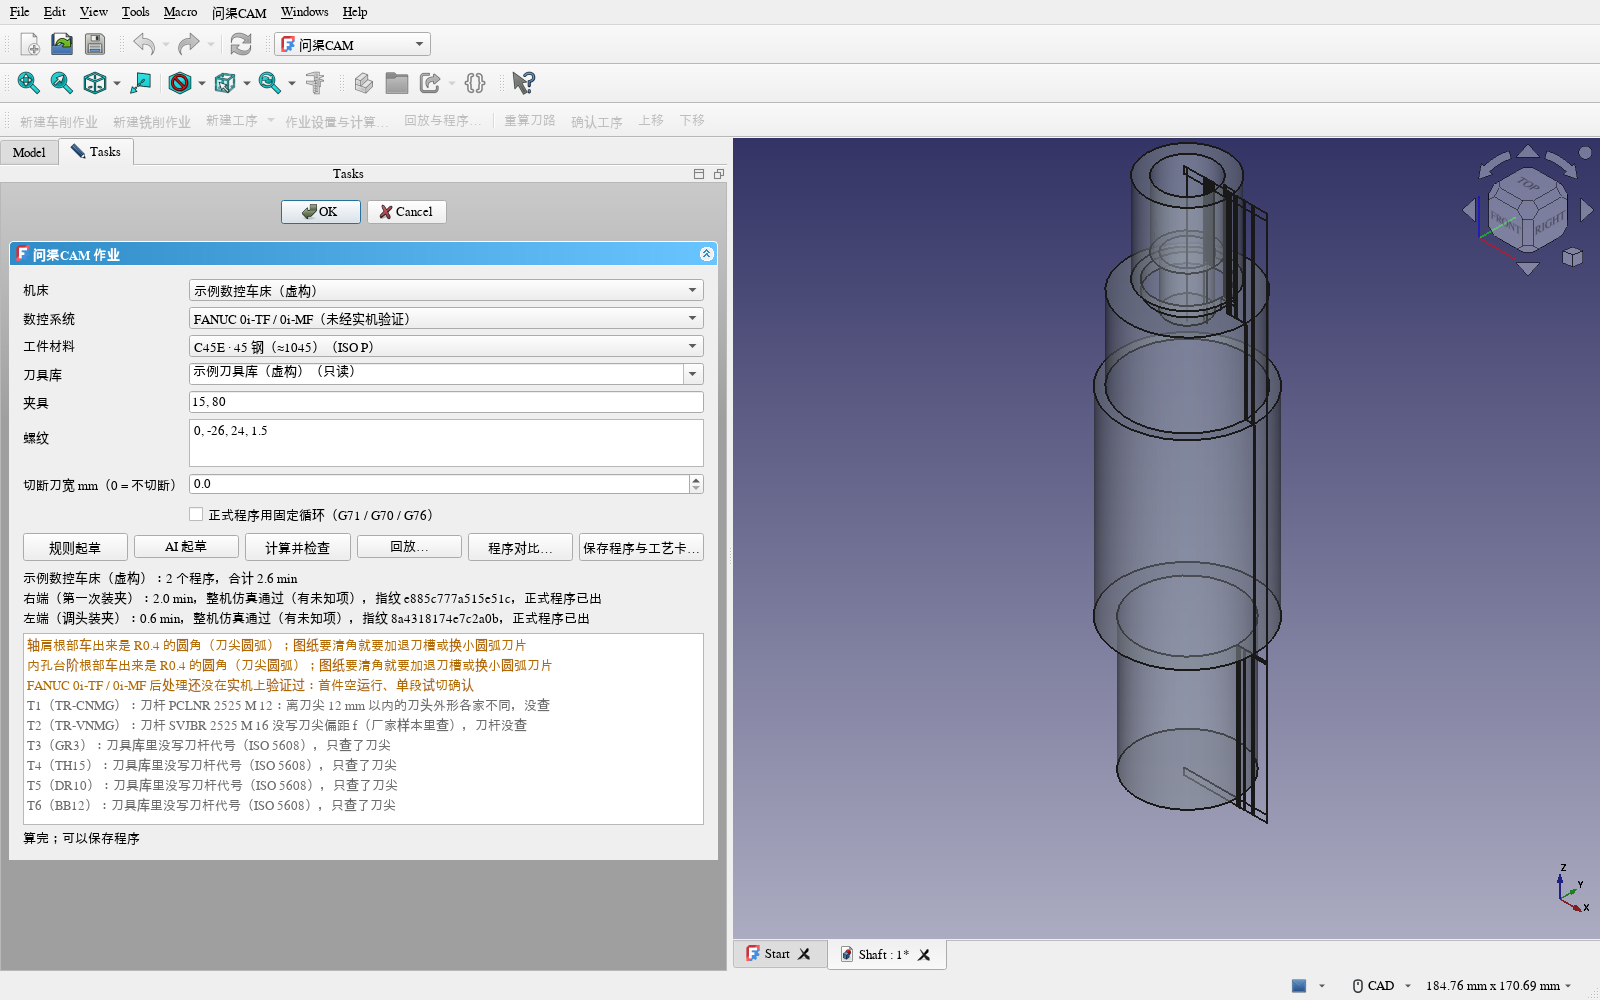 File Edit View Tools Macro 问渠CAM Windows Help
问渠CAM
新建车削作业 新建铣削作业 新建工序 作业设置与计算… 回放与程序… 重算刀路 确认工序 上移 下移
Model Tasks
Tasks
OK Cancel
问渠CAM 作业
机床 示例数控车床（虚构）
数控系统 FANUC 0i-TF / 0i-MF（未经实机验证）
工件材料 C45E · 45 钢（≈1045）（ISO P）
刀具库 示例刀具库（虚构）（只读）
夹具 15, 80
螺纹 0, -26, 24, 1.5
切断刀宽 mm（0 = 不切断） 0.0
正式程序用固定循环（G71 / G70 / G76）
规则起草 AI 起草 计算并检查 回放… 程序对比… 保存程序与工艺卡…
示例数控车床（虚构）：2 个程序，合计 2.6 min
右端（第一次装夹）：2.0 min，整机仿真通过（有未知项），指纹 e885c777a515e51c，正式程序已出
左端（调头装夹）：0.6 min，整机仿真通过（有未知项），指纹 8a4318174e7c2a0b，正式程序已出
轴肩根部车出来是 R0.4 的圆角（刀尖圆弧）；图纸要清角就要加退刀槽或换小圆弧刀片
内孔台阶根部车出来是 R0.4 的圆角（刀尖圆弧）；图纸要清角就要加退刀槽或换小圆弧刀片
FANUC 0i-TF / 0i-MF 后处理还没在实机上验证过：首件空运行、单段试切确认
T1（TR-CNMG）：刀杆 PCLNR 2525 M 12：离刀尖 12 mm 以内的刀头外形各家不同，没查
T2（TR-VNMG）：刀杆 SVJBR 2525 M 16 没写刀尖偏距 f（厂家样本里查），刀杆没查
T3（GR3）：刀具库里没写刀杆代号（ISO 5608），只查了刀尖
T4（TH15）：刀具库里没写刀杆代号（ISO 5608），只查了刀尖
T5（DR10）：刀具库里没写刀杆代号（ISO 5608），只查了刀尖
T6（BB12）：刀具库里没写刀杆代号（ISO 5608），只查了刀尖
算完；可以保存程序
TOP
FRONT RIGHT
Z
Y
X
Start Shaft : 1*
CAD 184.76 mm x 170.69 mm